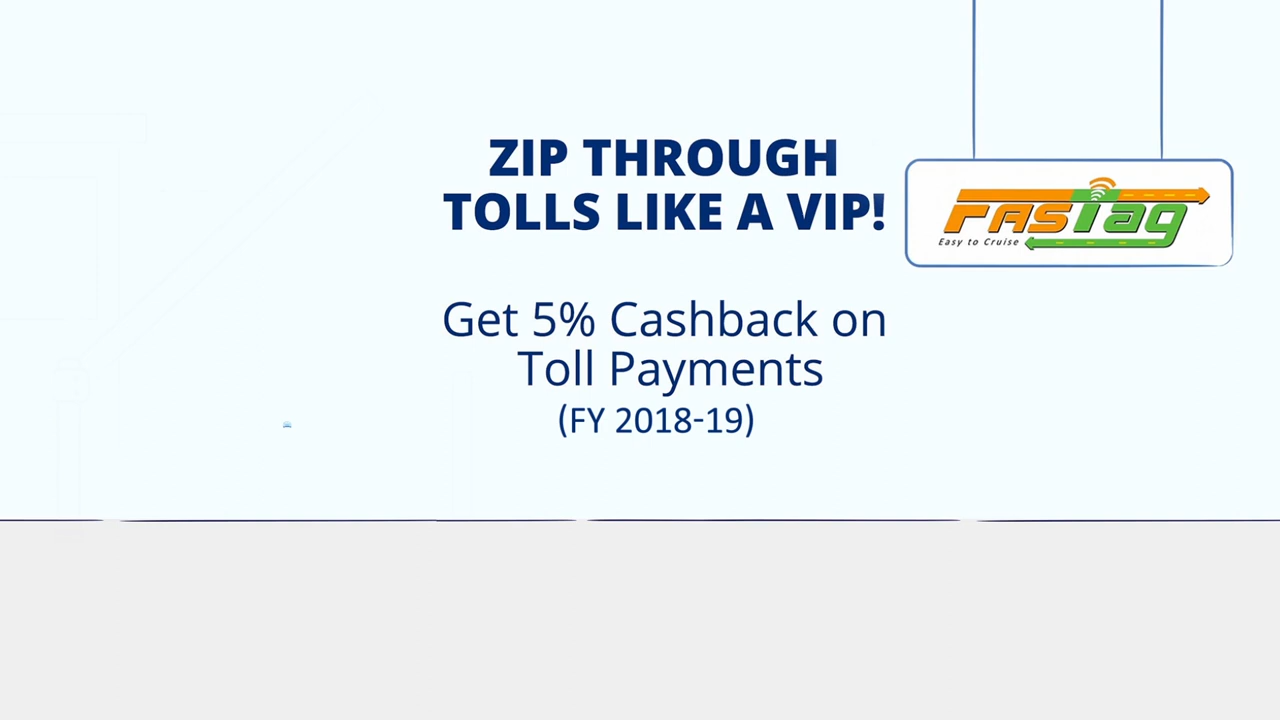 ZIP THROUGH
TOLLS LIKE A VIP!
FASTag
Easy to Cruise
Get 5% Cashback on
Toll Payments
(FY 2018-19)